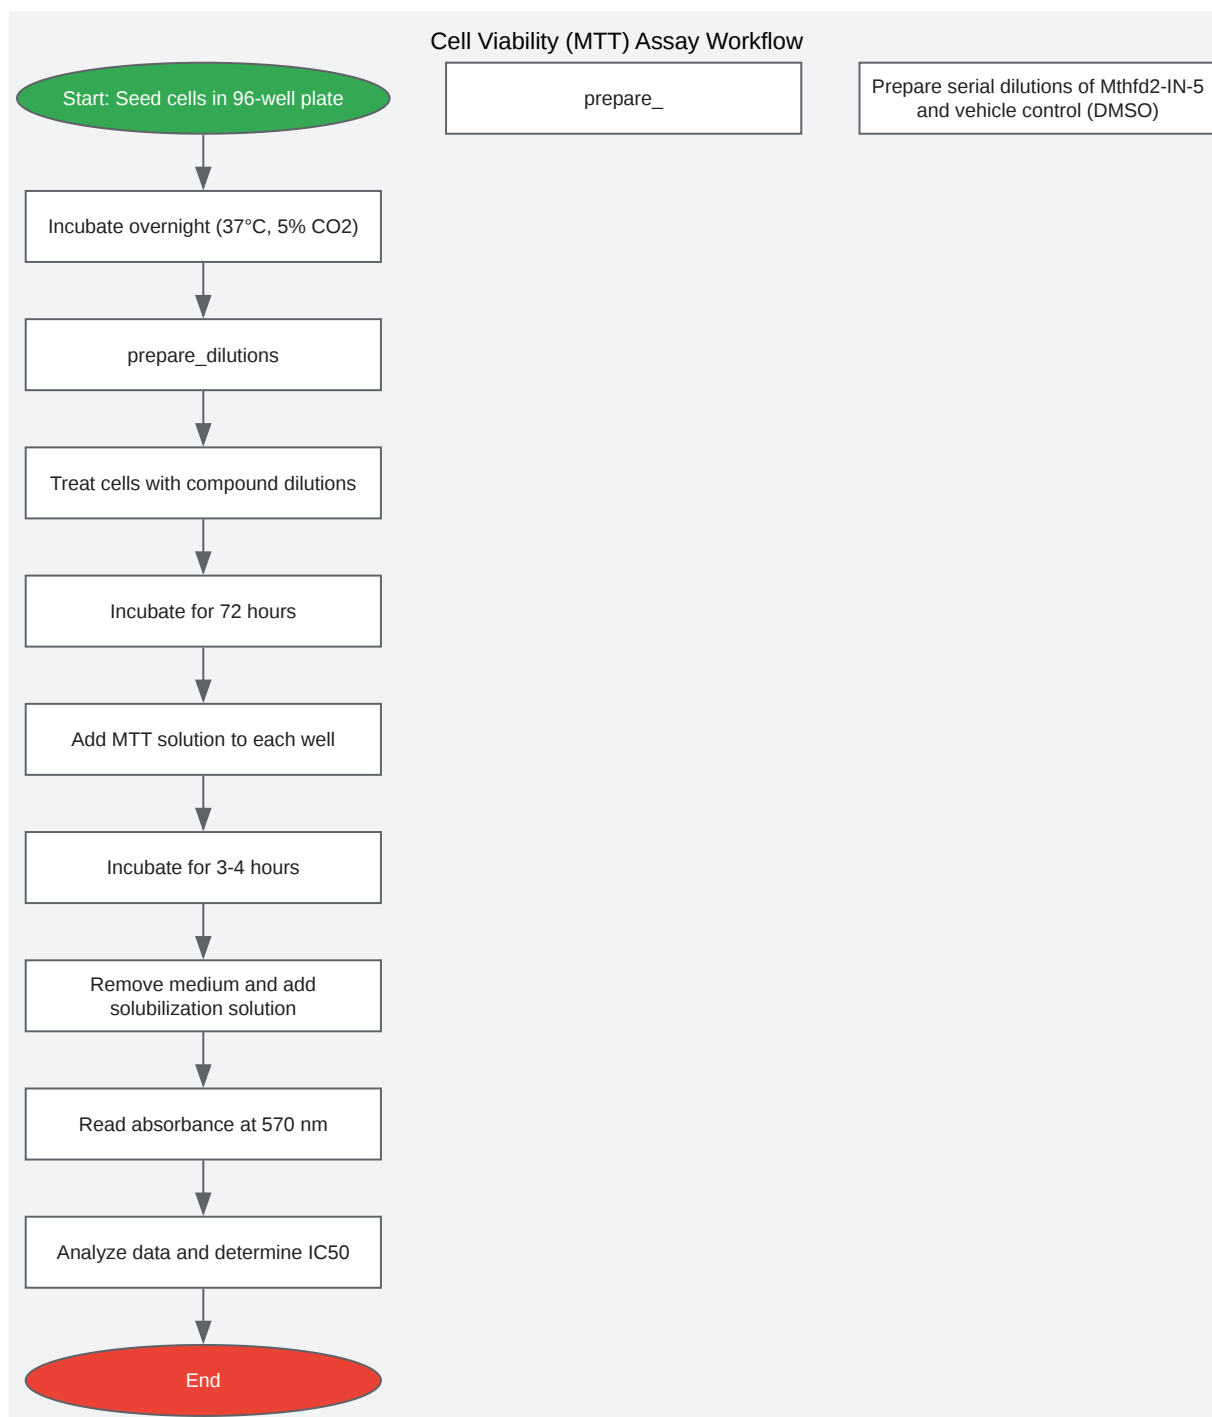 Cell Viability (MTT) Assay Workflow
Start: Seed cells in 96-well plate
prepare_
Prepare serial dilutions of Mthfd2-IN-5
and vehicle control (DMSO)
Incubate overnight (37°C, 5% CO2)
prepare_dilutions
Treat cells with compound dilutions
Incubate for 72 hours
Add MTT solution to each well
Incubate for 3-4 hours
Remove medium and add
solubilization solution
Read absorbance at 570 nm
Analyze data and determine IC50
End